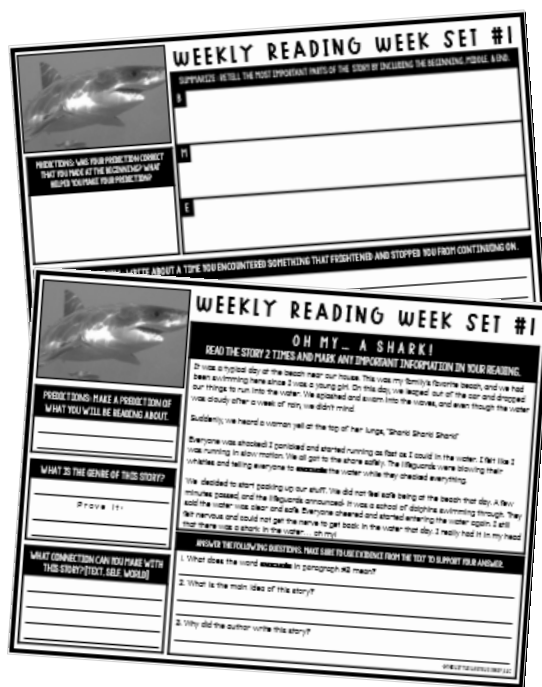 WEEKLY READING WEEK SET #1
SUMMARIZE: RETELL THE MOST IMPORTANT PARTS OF THE STORY BY INCLUDING THE BEGINNING, MIDDLE, & END.
B
M
E
PREDICTIONS: WAS YOUR PREDICTION CORRECT
THAT YOU MADE AT THE BEGINNING? WHAT
HELPED YOU MAKE YOUR PREDICTION?
WRITE ABOUT A TIME YOU ENCOUNTERED SOMETHING THAT FRIGHTENED AND STOPPED YOU FROM CONTINUING ON.
WEEKLY READING WEEK SET #1
OH MY... A SHARK!
READ THE STORY 2 TIMES AND MARK ANY IMPORTANT INFORMATION IN YOUR READING.
It was a typical day at the beach near our house. This was my family's favorite beach, and we had
been swimming here since I was a young girl. On this day, we leaped out of the car and dropped
our things to run into the water. We splashed and swam into the waves, and even though the water
was cloudy after a week of rain, we didn't mind.
Suddenly, we heard a woman yell at the top of her lungs, "Shark! Shark! Shark!"
Everyone was shocked! I panicked and started running as fast as I could in the water. I felt like I
was running in slow motion. We all got to the shore safely. The lifeguards were blowing their
whistles and telling everyone to evacuate the water while they checked everything.
We decided to start packing up our stuff. We did not feel safe being at the beach that day. A few
minutes passed, and the lifeguards announced- it was a school of dolphins swimming through. They
said the water was clear and safe. Everyone cheered and started entering the water again. I still
felt nervous and could not get the nerve to get back in the water that day. I really had it in my head
that there was a shark in the water... oh my!
PREDICTIONS: MAKE A PREDICTION OF
WHAT YOU WILL BE READING ABOUT.
WHAT IS THE GENRE OF THIS STORY?
Prove it!
WHAT CONNECTION CAN YOU MAKE WITH
THIS STORY? [TEXT, SELF, WORLD]
ANSWER THE FOLLOWING QUESTIONS. MAKE SURE TO USE EVIDENCE FROM THE TEXT TO SUPPORT YOUR ANSWER.
1. What does the word evacuate in paragraph #3 mean?
2. What is the main idea of this story?
3. Why did the author write this story?